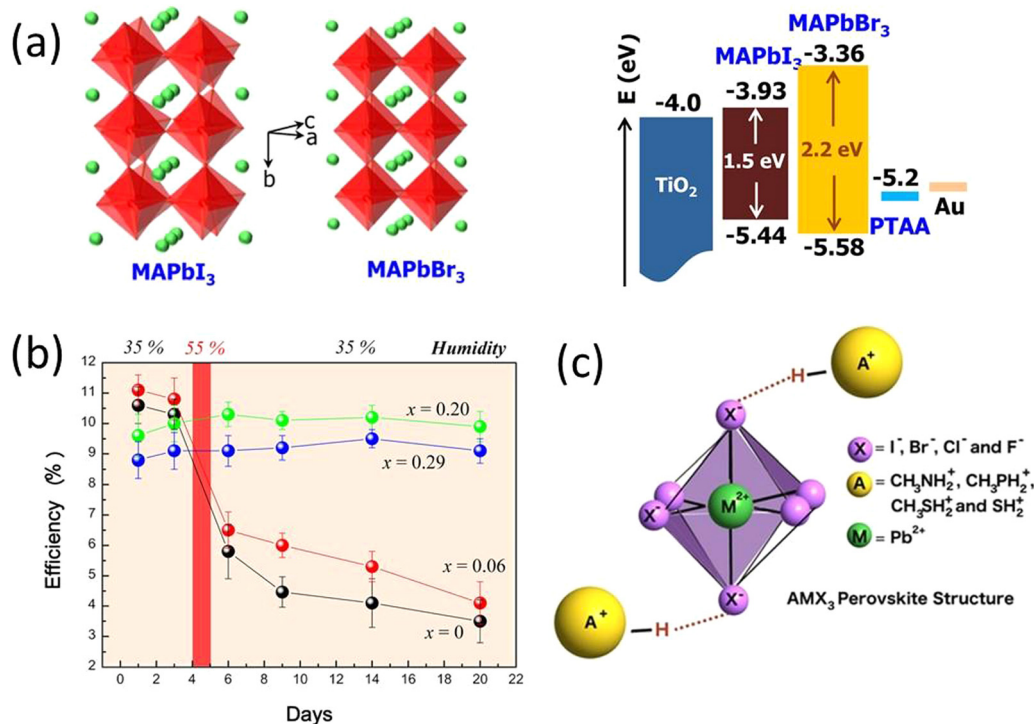 (a)
c
a
b
MAPbI3
MAPbBr3
E (eV)
MAPbBr3
MAPbI3
-3.36
-3.93
-4.0
1.5 eV
2.2 eV
TiO2
-5.2
Au
PTAA
-5.44
-5.58
(b)
35 % 55 % 35 % Humidity
12
11
10
9
8
7
6
5
4
3
2
Efficiency (%)
x = 0.20
x = 0.29
x = 0.06
x = 0
0 2 4 6 8 10 12 14 16 18 20 22
Days
(c)
A+
H
X-
X = I-, Br-, Cl- and F-
A = CH3NH2+, CH3PH2+,
CH3SH2+ and SH2+
M = Pb2+
M2+
X-
X-
AMX3 Perovskite Structure
A+
H